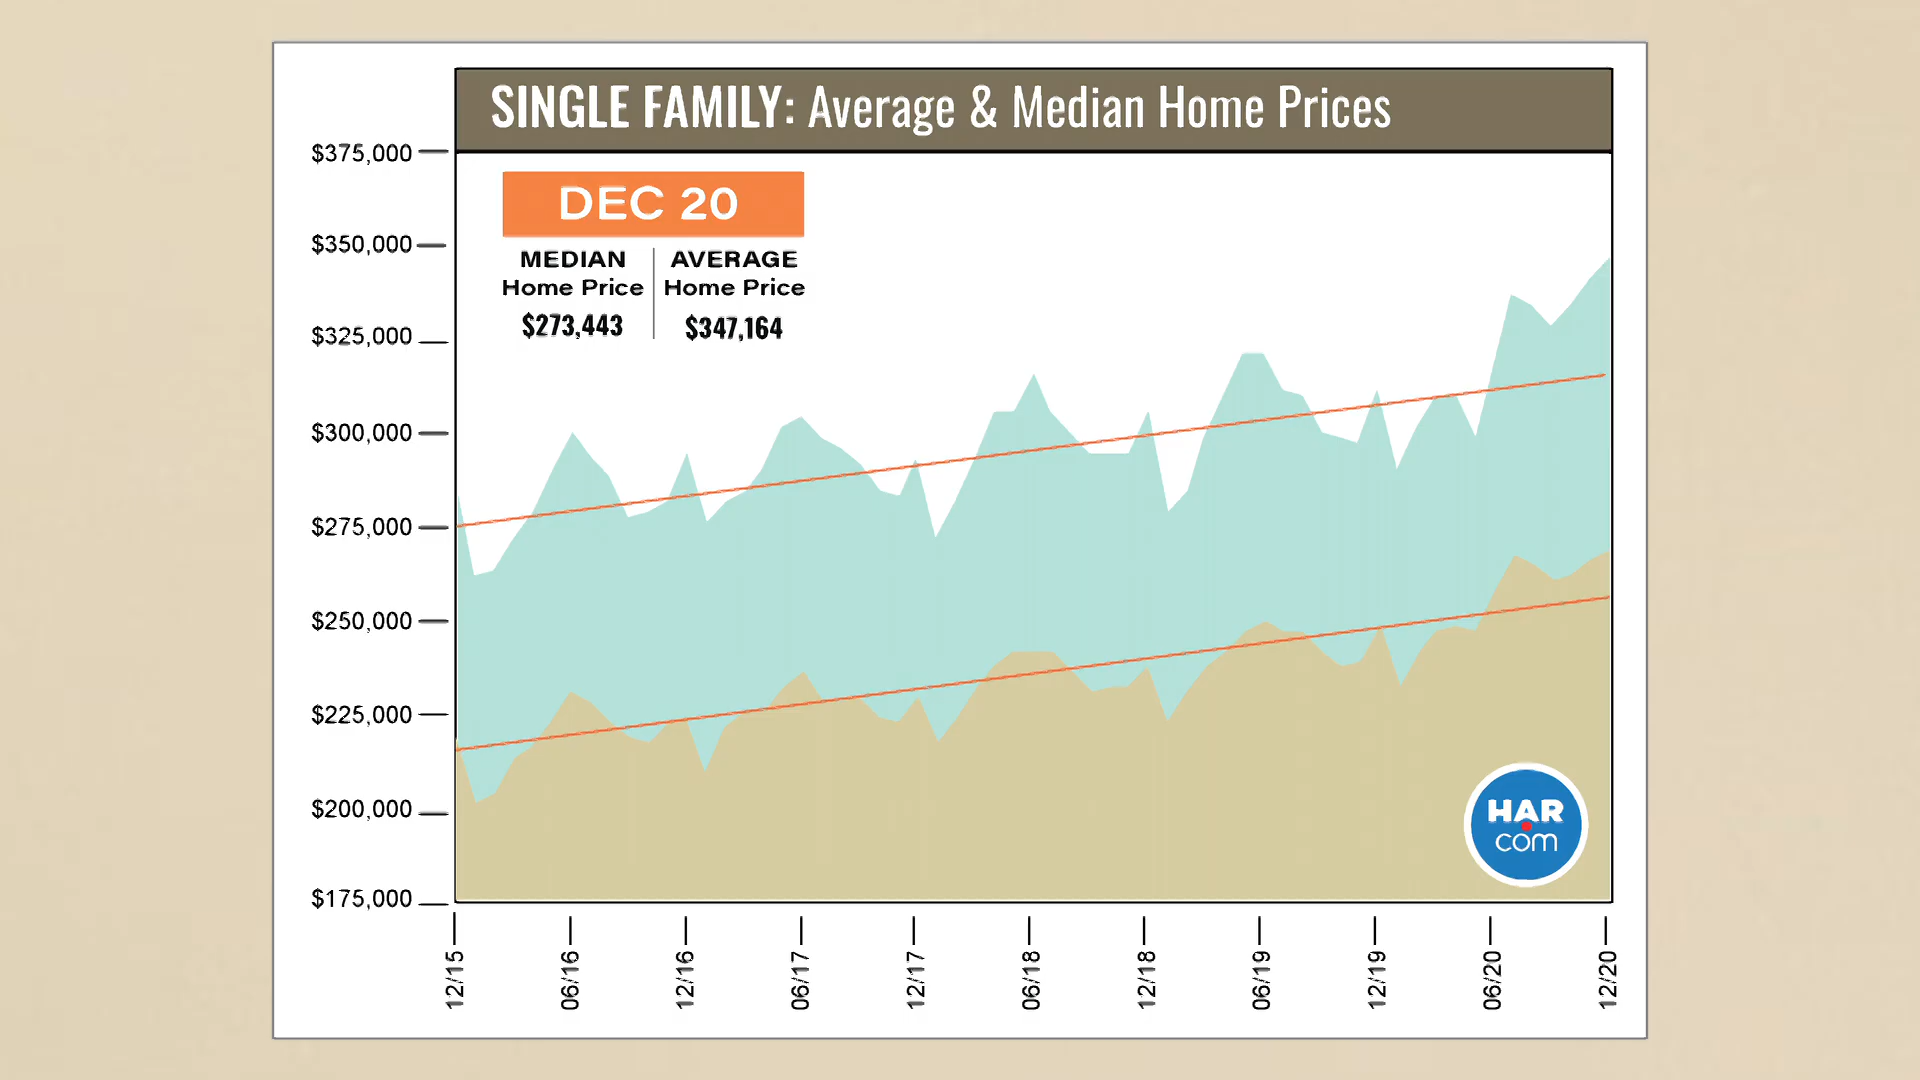 SINGLE FAMILY: Average & Median Home Prices
$375,000
$350,000
$325,000
$300,000
$275,000
$250,000
$225,000
$200,000
$175,000
DEC 20
MEDIAN
Home Price
$273,443
AVERAGE
Home Price
$347,164
HAR
com
12/15
06/16
12/16
06/17
12/17
06/18
12/18
06/19
12/19
06/20
12/20